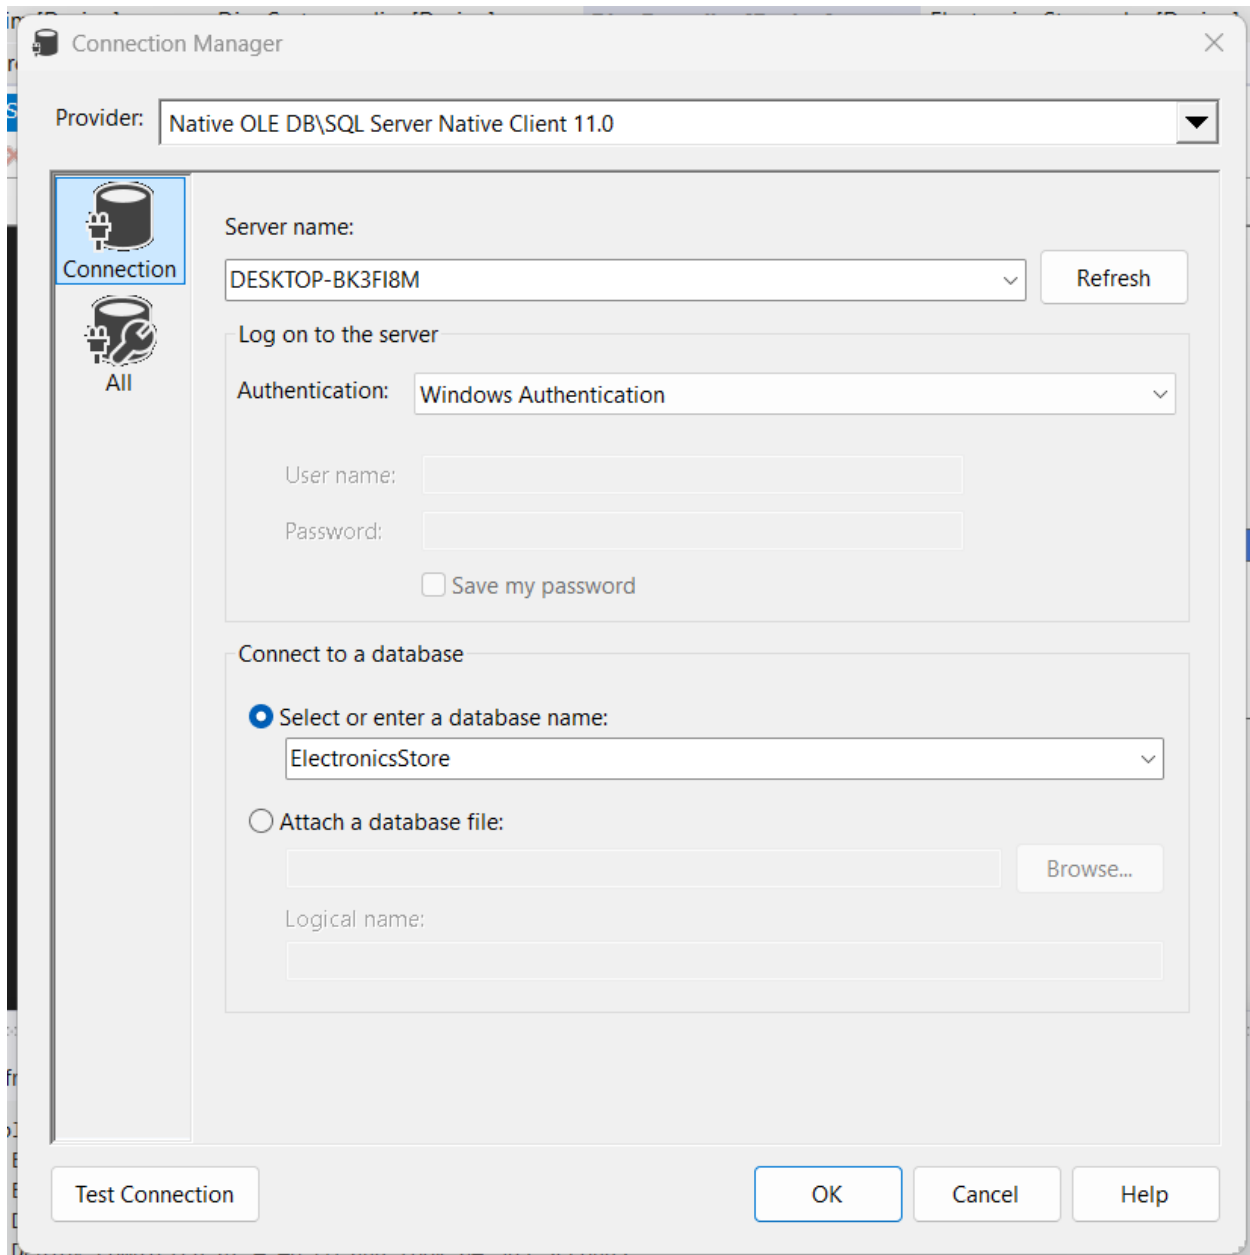 Connection Manager
Provider:
Native OLE DB\SQL Server Native Client 11.0
Connection
All
Server name:
DESKTOP-BK3FI8M
Refresh
Log on to the server
Authentication:
Windows Authentication
User name:
Password:
Save my password
Connect to a database
Select or enter a database name:
ElectronicsStore
Attach a database file:
Browse...
Logical name:
Test Connection
OK
Cancel
Help